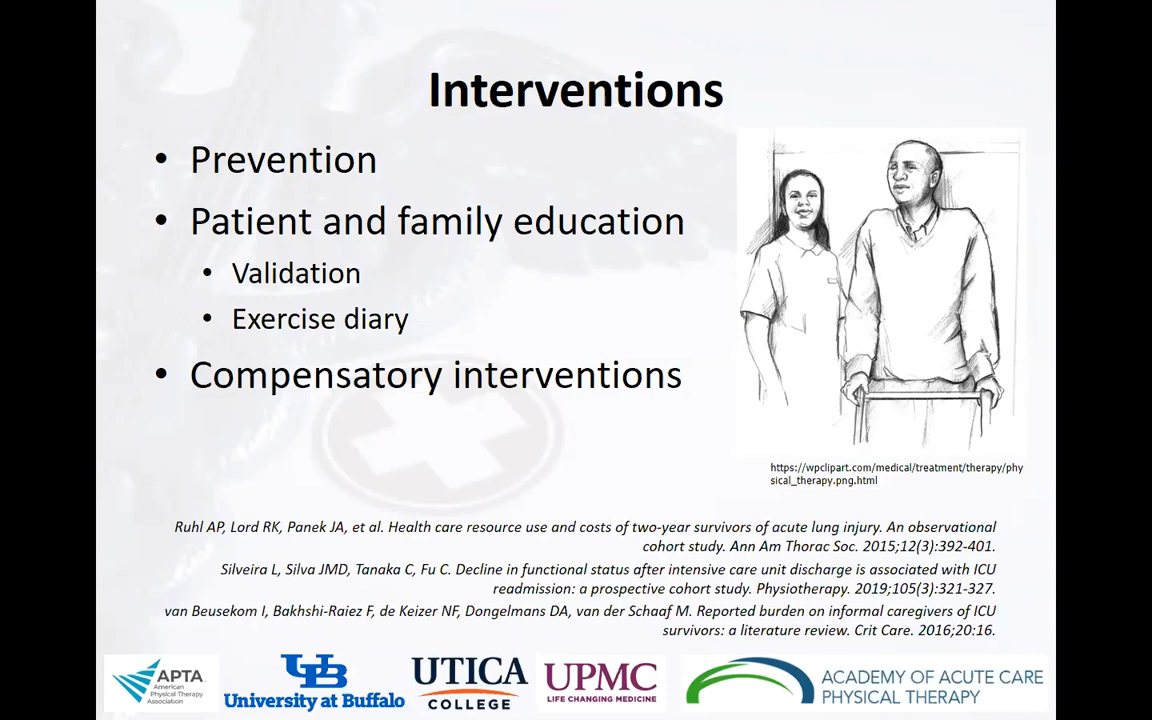 Interventions
• Prevention
• Patient and family education
• Validation
• Exercise diary
• Compensatory interventions
https://wpclipart.com/medical/treatment/therapy/phy
sical_therapy.png.html
Ruhl AP, Lord RK, Panek JA, et al. Health care resource use and costs of two-year survivors of acute lung injury. An observational
cohort study. Ann Am Thorac Soc. 2015;12(3):392-401.
Silveira L, Silva JMD, Tanaka C, Fu C. Decline in functional status after intensive care unit discharge is associated with ICU
readmission: a prospective cohort study. Physiotherapy. 2019;105(3):321-327.
van Beusekom I, Bakhshi-Raiez F, de Keizer NF, Dongelmans DA, van der Schaaf M. Reported burden on informal caregivers of ICU
survivors: a literature review. Crit Care. 2016;20:16.
APTA
American
Physical Therapy
Association
UB
University at Buffalo
UTICA
COLLEGE
UPMC
LIFE CHANGING MEDICINE
ACADEMY OF ACUTE CARE
PHYSICAL THERAPY